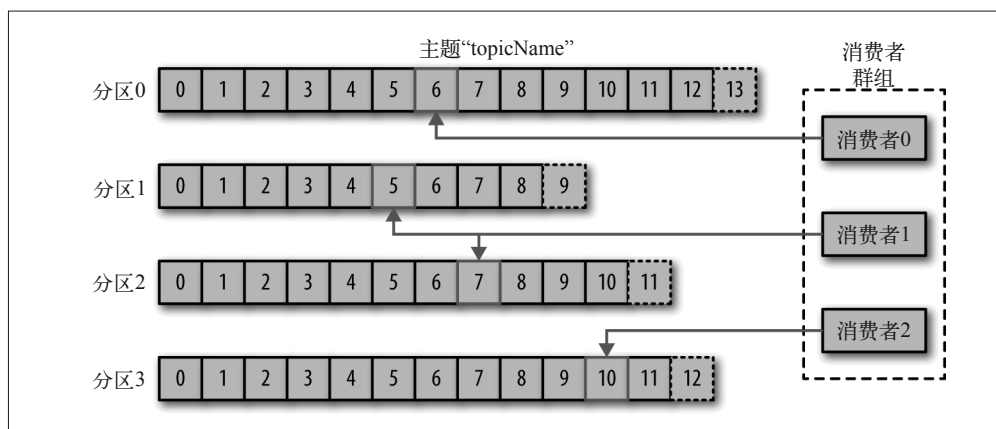 主题“topicName”
消费者
群组
分区0 0 1 2 3 4 5 6 7 8 9 10 11 12 13
消费者0
分区1 0 1 2 3 4 5 6 7 8 9
消费者1
分区2 0 1 2 3 4 5 6 7 8 9 10 11
消费者2
分区3 0 1 2 3 4 5 6 7 8 9 10 11 12